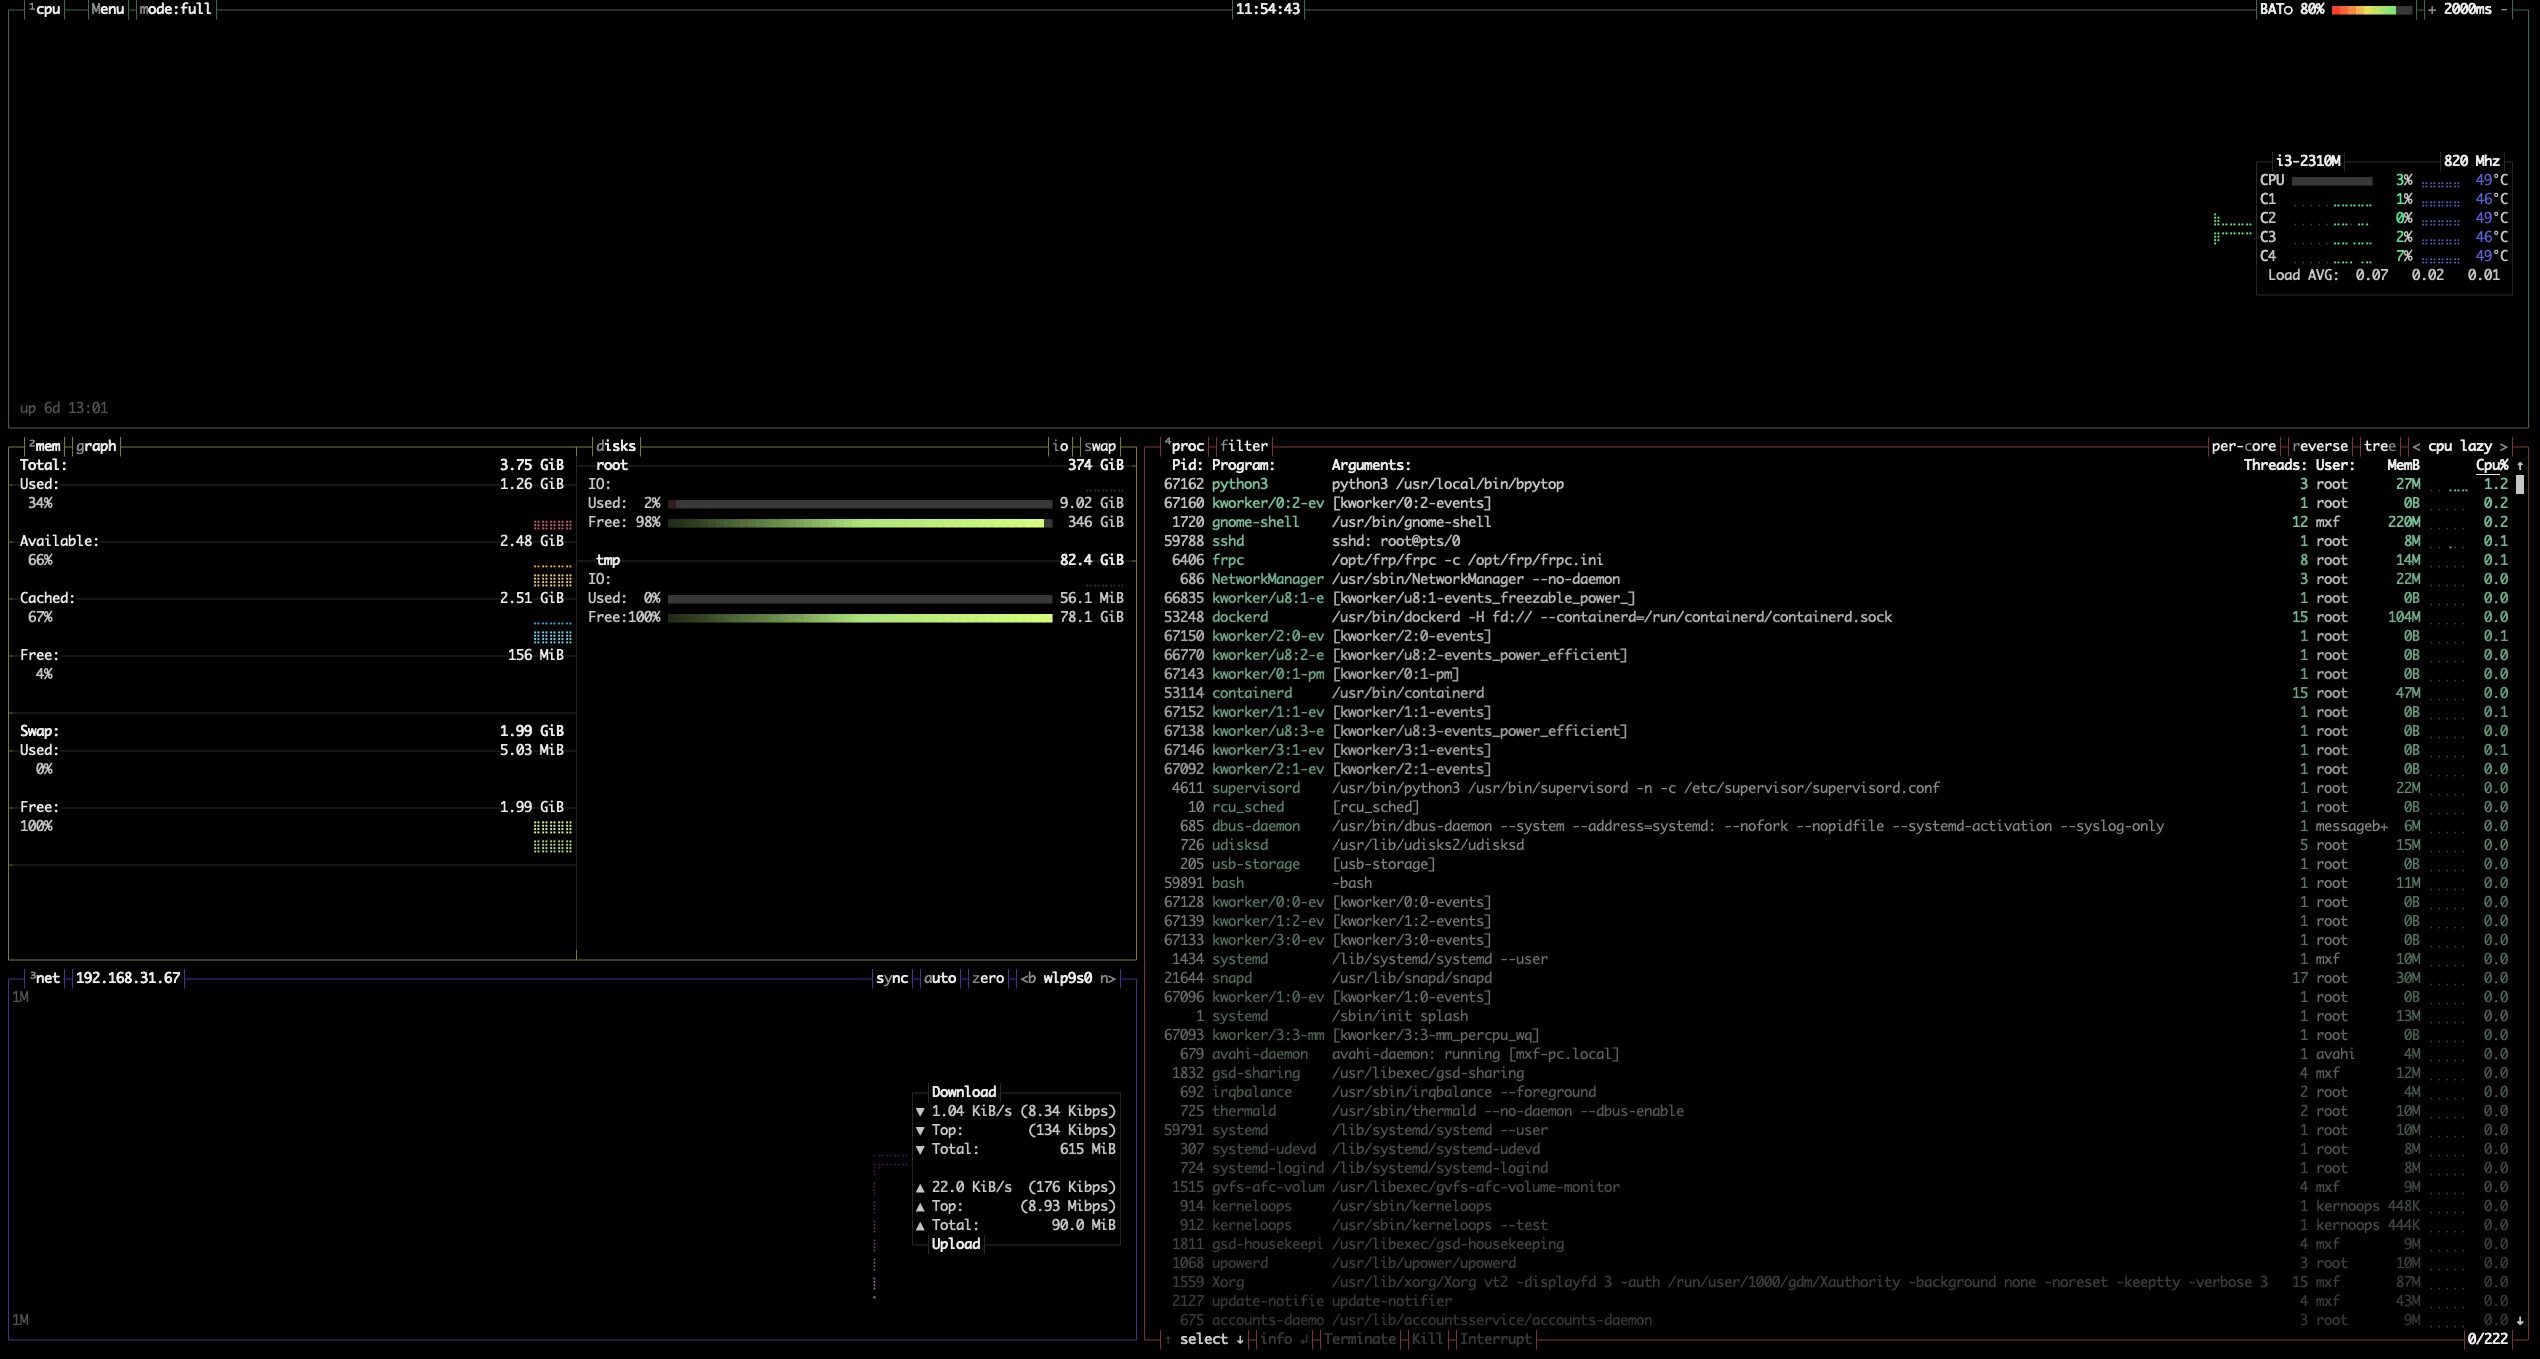 ¹cpu Menu mode:full 11:54:43 BAT○ 80% + 2000ms -
i3-2310M 820 Mhz
CPU 3% 49°C
C1 1% 46°C
C2 0% 49°C
C3 2% 46°C
C4 7% 49°C
Load AVG: 0.07 0.02 0.01
up 6d 13:01
²mem graph
Total: 3.75 GiB
Used: 1.26 GiB
34%
Available: 2.48 GiB
66%
Cached: 2.51 GiB
67%
Free: 156 MiB
4%
Swap: 1.99 GiB
Used: 5.03 MiB
0%
Free: 1.99 GiB
100%
disks io swap
root 374 GiB
IO:
Used: 2% 9.02 GiB
Free: 98% 346 GiB
tmp 82.4 GiB
IO:
Used: 0% 56.1 MiB
Free:100% 78.1 GiB
³net 192.168.31.67 sync auto zero <b wlp9s0 n>
1M
Download
▼ 1.04 KiB/s (8.34 Kibps)
▼ Top: (134 Kibps)
▼ Total: 615 MiB
▲ 22.0 KiB/s (176 Kibps)
▲ Top: (8.93 Mibps)
▲ Total: 90.0 MiB
Upload
1M
⁴proc filter per-core reverse tree < cpu lazy >
Pid: Program: Arguments: Threads: User: MemB Cpu% ↑
67162 python3 python3 /usr/local/bin/bpytop 3 root 27M 1.2
67160 kworker/0:2-ev [kworker/0:2-events] 1 root 0B 0.2
1720 gnome-shell /usr/bin/gnome-shell 12 mxf 220M 0.2
59788 sshd sshd: root@pts/0 1 root 8M 0.1
6406 frpc /opt/frp/frpc -c /opt/frp/frpc.ini 8 root 14M 0.1
686 NetworkManager /usr/sbin/NetworkManager --no-daemon 3 root 22M 0.0
66835 kworker/u8:1-e [kworker/u8:1-events_freezable_power_] 1 root 0B 0.0
53248 dockerd /usr/bin/dockerd -H fd:// --containerd=/run/containerd/containerd.sock 15 root 104M 0.0
67150 kworker/2:0-ev [kworker/2:0-events] 1 root 0B 0.1
66770 kworker/u8:2-e [kworker/u8:2-events_power_efficient] 1 root 0B 0.0
67143 kworker/0:1-pm [kworker/0:1-pm] 1 root 0B 0.0
53114 containerd /usr/bin/containerd 15 root 47M 0.0
67152 kworker/1:1-ev [kworker/1:1-events] 1 root 0B 0.1
67138 kworker/u8:3-e [kworker/u8:3-events_power_efficient] 1 root 0B 0.0
67146 kworker/3:1-ev [kworker/3:1-events] 1 root 0B 0.1
67092 kworker/2:1-ev [kworker/2:1-events] 1 root 0B 0.0
4611 supervisord /usr/bin/python3 /usr/bin/supervisord -n -c /etc/supervisor/supervisord.conf 1 root 22M 0.0
10 rcu_sched [rcu_sched] 1 root 0B 0.0
685 dbus-daemon /usr/bin/dbus-daemon --system --address=systemd: --nofork --nopidfile --systemd-activation --syslog-only 1 messageb+ 6M 0.0
726 udisksd /usr/lib/udisks2/udisksd 5 root 15M 0.0
205 usb-storage [usb-storage] 1 root 0B 0.0
59891 bash -bash 1 root 11M 0.0
67128 kworker/0:0-ev [kworker/0:0-events] 1 root 0B 0.0
67139 kworker/1:2-ev [kworker/1:2-events] 1 root 0B 0.0
67133 kworker/3:0-ev [kworker/3:0-events] 1 root 0B 0.0
1434 systemd /lib/systemd/systemd --user 1 mxf 10M 0.0
21644 snapd /usr/lib/snapd/snapd 17 root 30M 0.0
67096 kworker/1:0-ev [kworker/1:0-events] 1 root 0B 0.0
1 systemd /sbin/init splash 1 root 13M 0.0
67093 kworker/3:3-mm [kworker/3:3-mm_percpu_wq] 1 root 0B 0.0
679 avahi-daemon avahi-daemon: running [mxf-pc.local] 1 avahi 4M 0.0
1832 gsd-sharing /usr/libexec/gsd-sharing 4 mxf 12M 0.0
692 irqbalance /usr/sbin/irqbalance --foreground 2 root 4M 0.0
725 thermald /usr/sbin/thermald --no-daemon --dbus-enable 2 root 10M 0.0
59791 systemd /lib/systemd/systemd --user 1 root 10M 0.0
307 systemd-udevd /lib/systemd/systemd-udevd 1 root 8M 0.0
724 systemd-logind /lib/systemd/systemd-logind 1 root 8M 0.0
1515 gvfs-afc-volum /usr/libexec/gvfs-afc-volume-monitor 4 mxf 9M 0.0
914 kerneloops /usr/sbin/kerneloops 1 kernoops 448K 0.0
912 kerneloops /usr/sbin/kerneloops --test 1 kernoops 444K 0.0
1811 gsd-housekeepi /usr/libexec/gsd-housekeeping 4 mxf 9M 0.0
1068 upowerd /usr/lib/upower/upowerd 3 root 10M 0.0
1559 Xorg /usr/lib/xorg/Xorg vt2 -displayfd 3 -auth /run/user/1000/gdm/Xauthority -background none -noreset -keeptty -verbose 3 15 mxf 87M 0.0
2127 update-notifie update-notifier 4 mxf 43M 0.0
675 accounts-daemo /usr/lib/accountsservice/accounts-daemon 3 root 9M 0.0 ↓
↑ select ↓ info ↲ Terminate Kill Interrupt 0/222